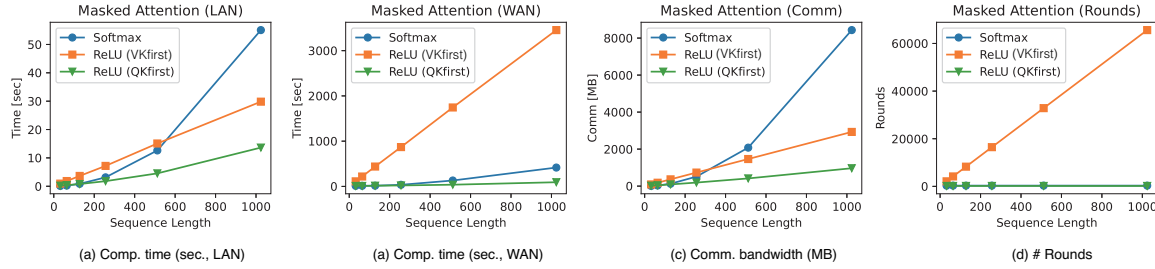 Masked Attention (LAN)
Time [sec]
50
40
30
20
10
0
Softmax
ReLU (VKfirst)
ReLU (QKfirst)
0 200 400 600 800 1000
Sequence Length
(a) Comp. time (sec., LAN)
Masked Attention (WAN)
Time [sec]
3000
2000
1000
0
Softmax
ReLU (VKfirst)
ReLU (QKfirst)
0 200 400 600 800 1000
Sequence Length
(a) Comp. time (sec., WAN)
Masked Attention (Comm)
Comm [MB]
8000
6000
4000
2000
0
Softmax
ReLU (VKfirst)
ReLU (QKfirst)
0 200 400 600 800 1000
Sequence Length
(c) Comm. bandwidth (MB)
Masked Attention (Rounds)
Rounds
60000
40000
20000
0
Softmax
ReLU (VKfirst)
ReLU (QKfirst)
0 200 400 600 800 1000
Sequence Length
(d) # Rounds